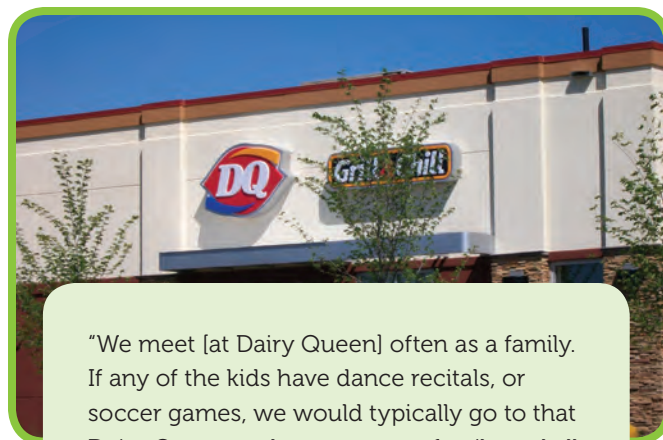 DQ
Grill & Chill
“We meet [at Dairy Queen] often as a family.
If any of the kids have dance recitals, or
soccer games, we would typically go to that